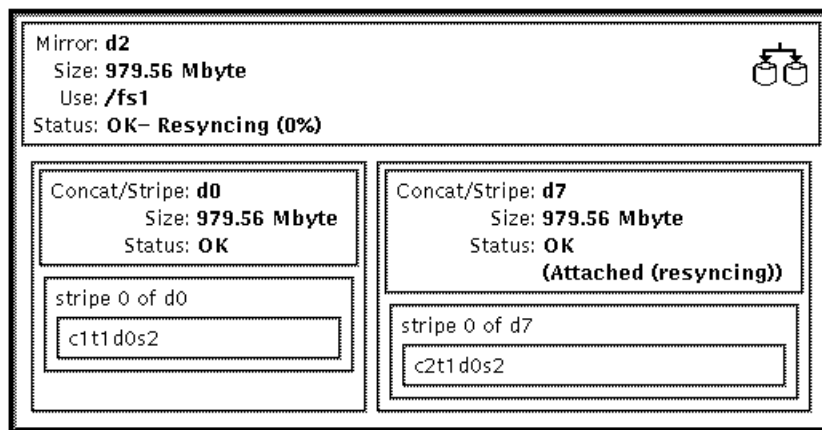 Mirror: d2
Size: 979.56 Mbyte
Use: /fs1
Status: OK– Resyncing (0%)
Concat/Stripe: d0
Size: 979.56 Mbyte
Status: OK
stripe 0 of d0
c1t1d0s2
Concat/Stripe: d7
Size: 979.56 Mbyte
Status: OK
(Attached (resyncing))
stripe 0 of d7
c2t1d0s2